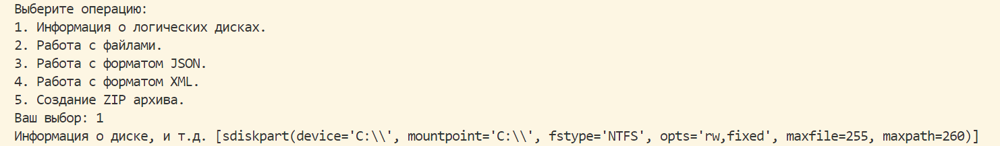 Выберите операцию:
1. Информация о логических дисках.
2. Работа с файлами.
3. Работа с форматом JSON.
4. Работа с форматом XML.
5. Создание ZIP архива.
Ваш выбор: 1
Информация о диске, и т.д. [sdiskpart(device='C:\\', mountpoint='C:\\', fstype='NTFS', opts='rw,fixed', maxfile=255, maxpath=260)]